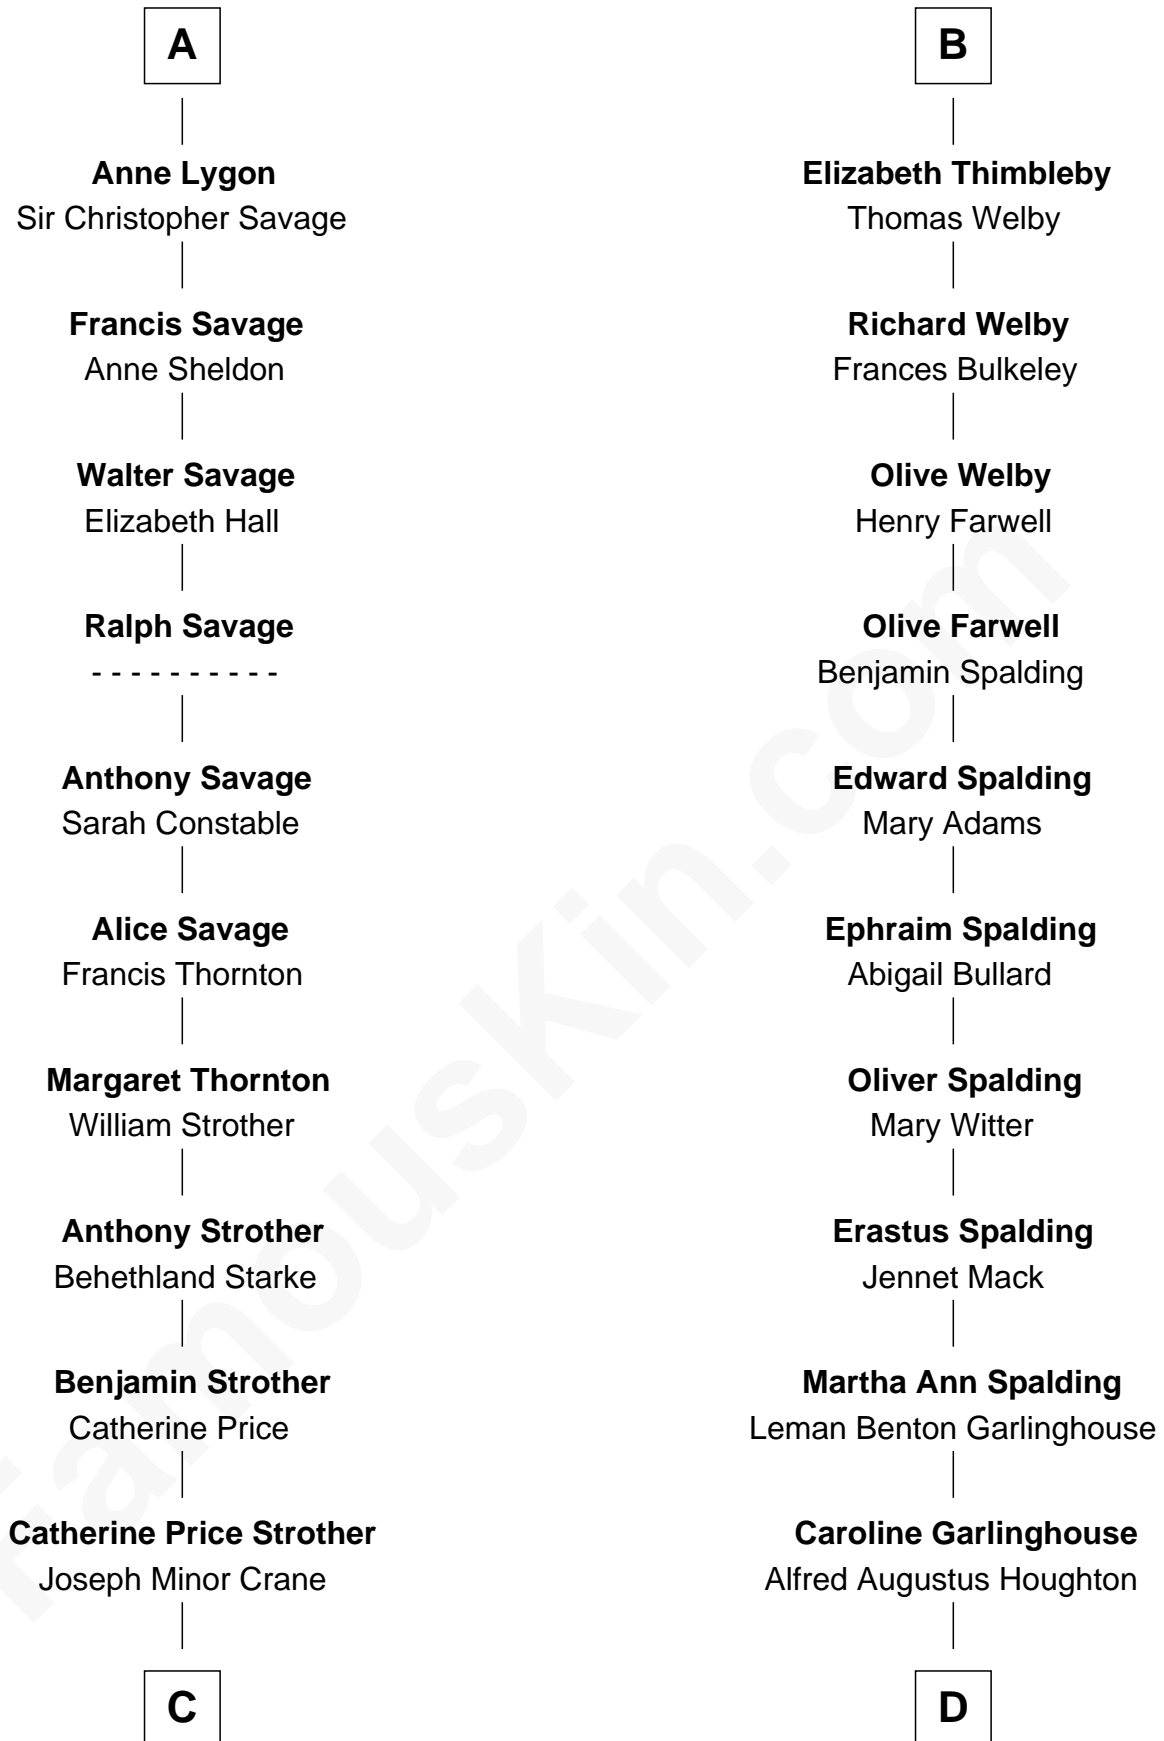 A
Anne Lygon
Sir Christopher Savage
Francis Savage
Anne Sheldon
Walter Savage
Elizabeth Hall
Ralph Savage
- - - - - - - - - -
Anthony Savage
Sarah Constable
Alice Savage
Francis Thornton
Margaret Thornton
William Strother
Anthony Strother
Behethland Starke
Benjamin Strother
Catherine Price
Catherine Price Strother
Joseph Minor Crane
C
B
Elizabeth Thimbleby
Thomas Welby
Richard Welby
Frances Bulkeley
Olive Welby
Henry Farwell
Olive Farwell
Benjamin Spalding
Edward Spalding
Mary Adams
Ephraim Spalding
Abigail Bullard
Oliver Spalding
Mary Witter
Erastus Spalding
Jennet Mack
Martha Ann Spalding
Leman Benton Garlinghouse
Caroline Garlinghouse
Alfred Augustus Houghton
D
FamousKin.com